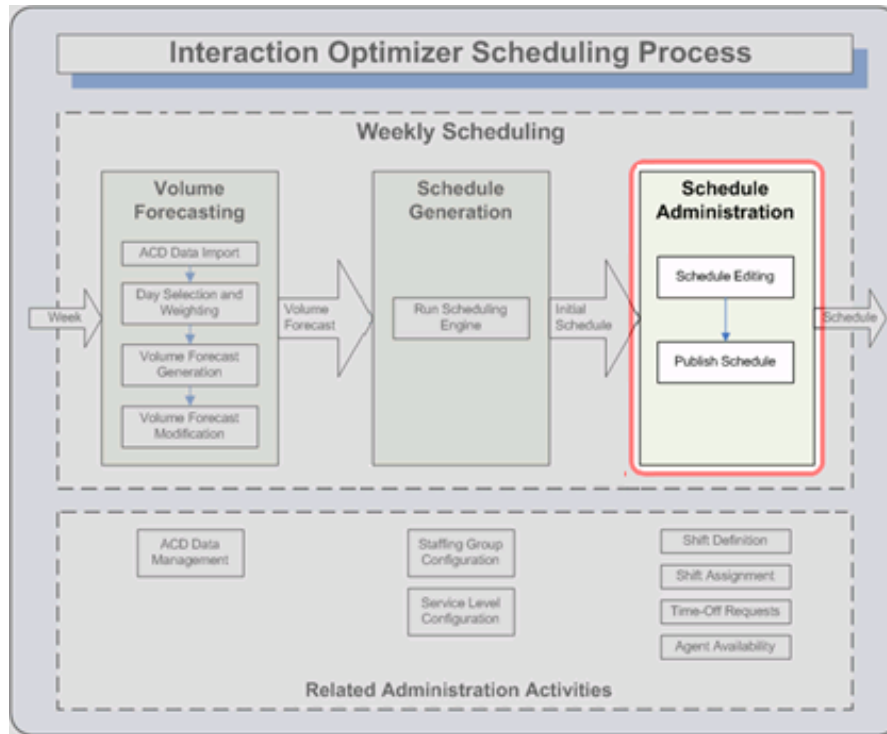 Interaction Optimizer Scheduling Process
Weekly Scheduling
Week
Volume
Forecasting
ACD Data Import
Day Selection and
Weighting
Volume Forecast
Generation
Volume Forecast
Modification
Volume
Forecast
Schedule
Generation
Run Scheduling
Engine
Initial
Schedule
Schedule
Administration
Schedule Editing
Publish Schedule
Schedule
ACD Data
Management
Staffing Group
Configuration
Service Level
Configuration
Shift Definition
Shift Assignment
Time-Off Requests
Agent Availability
Related Administration Activities